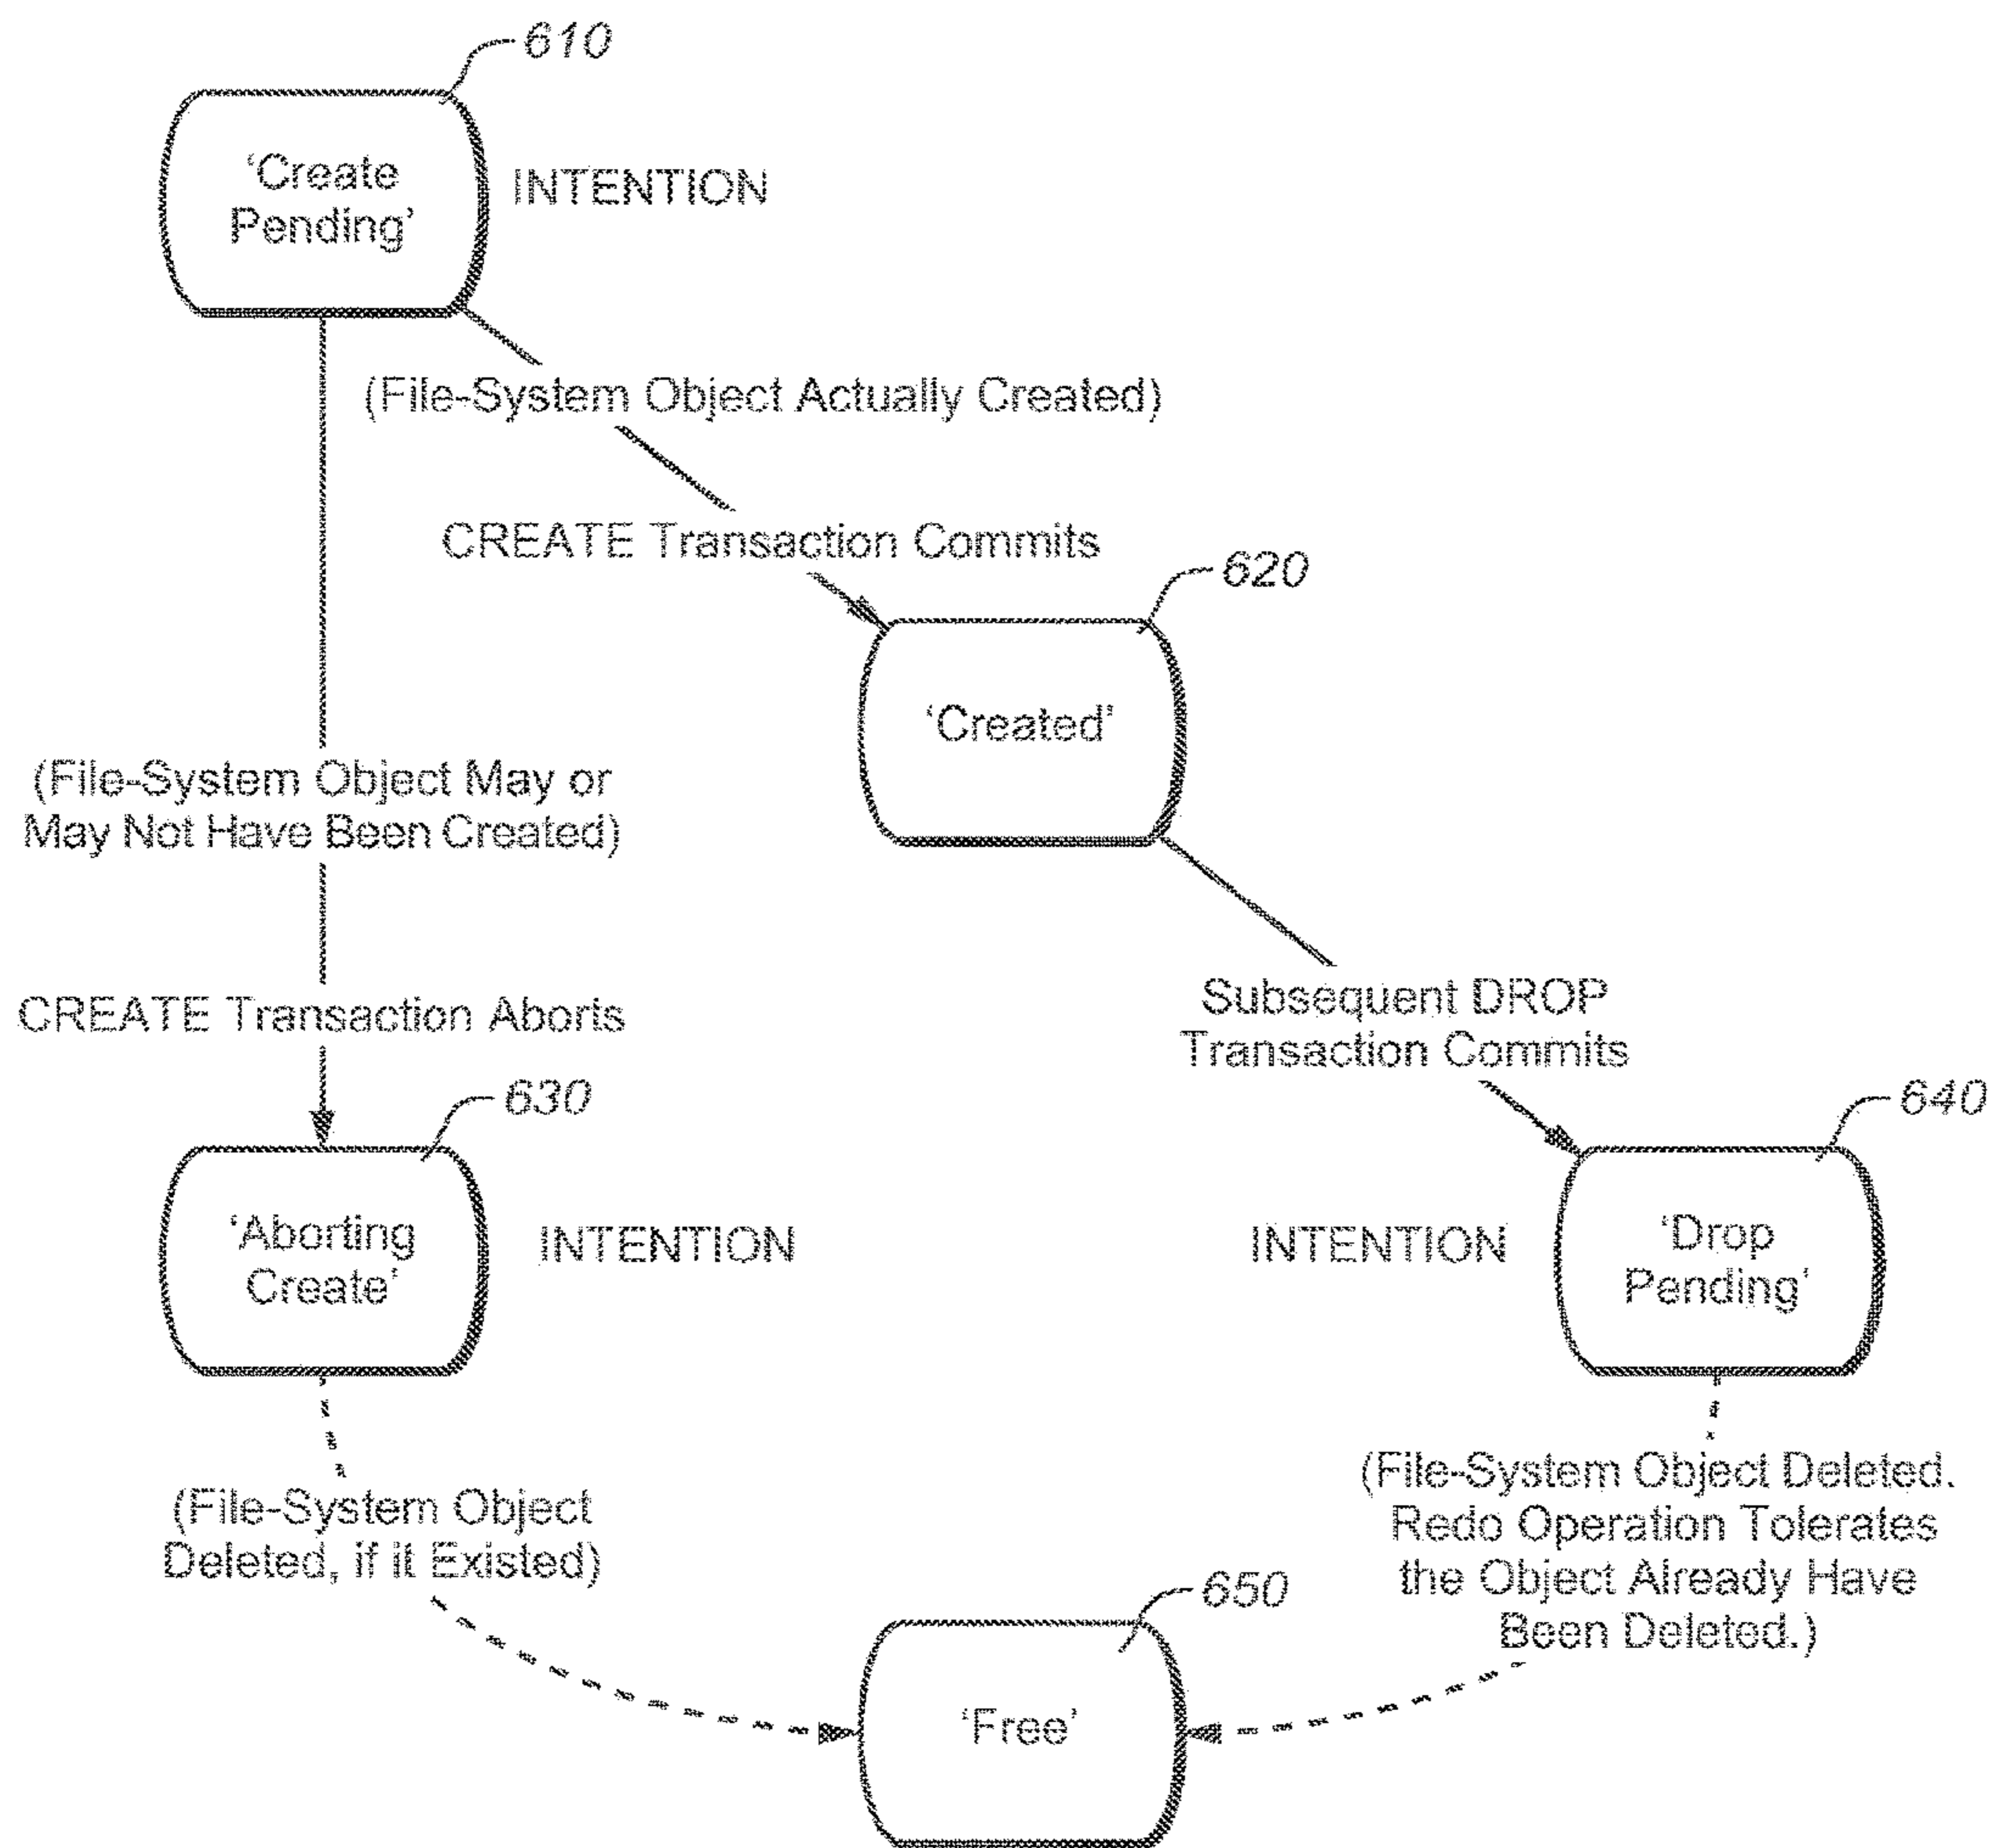 610
‘Create
Pending’
INTENTION
(File-System Object Actually Created)
CREATE Transaction Commits
620
‘Created’
(File-System Object May or
May Not Have Been Created)
CREATE Transaction Aborts
Subsequent DROP
Transaction Commits
630
640
‘Aborting
Create’
INTENTION
INTENTION
‘Drop
Pending’
(File-System Object
Deleted, if it Existed)
(File-System Object Deleted.
Redo Operation Tolerates
the Object Already Have
Been Deleted.)
650
‘Free’